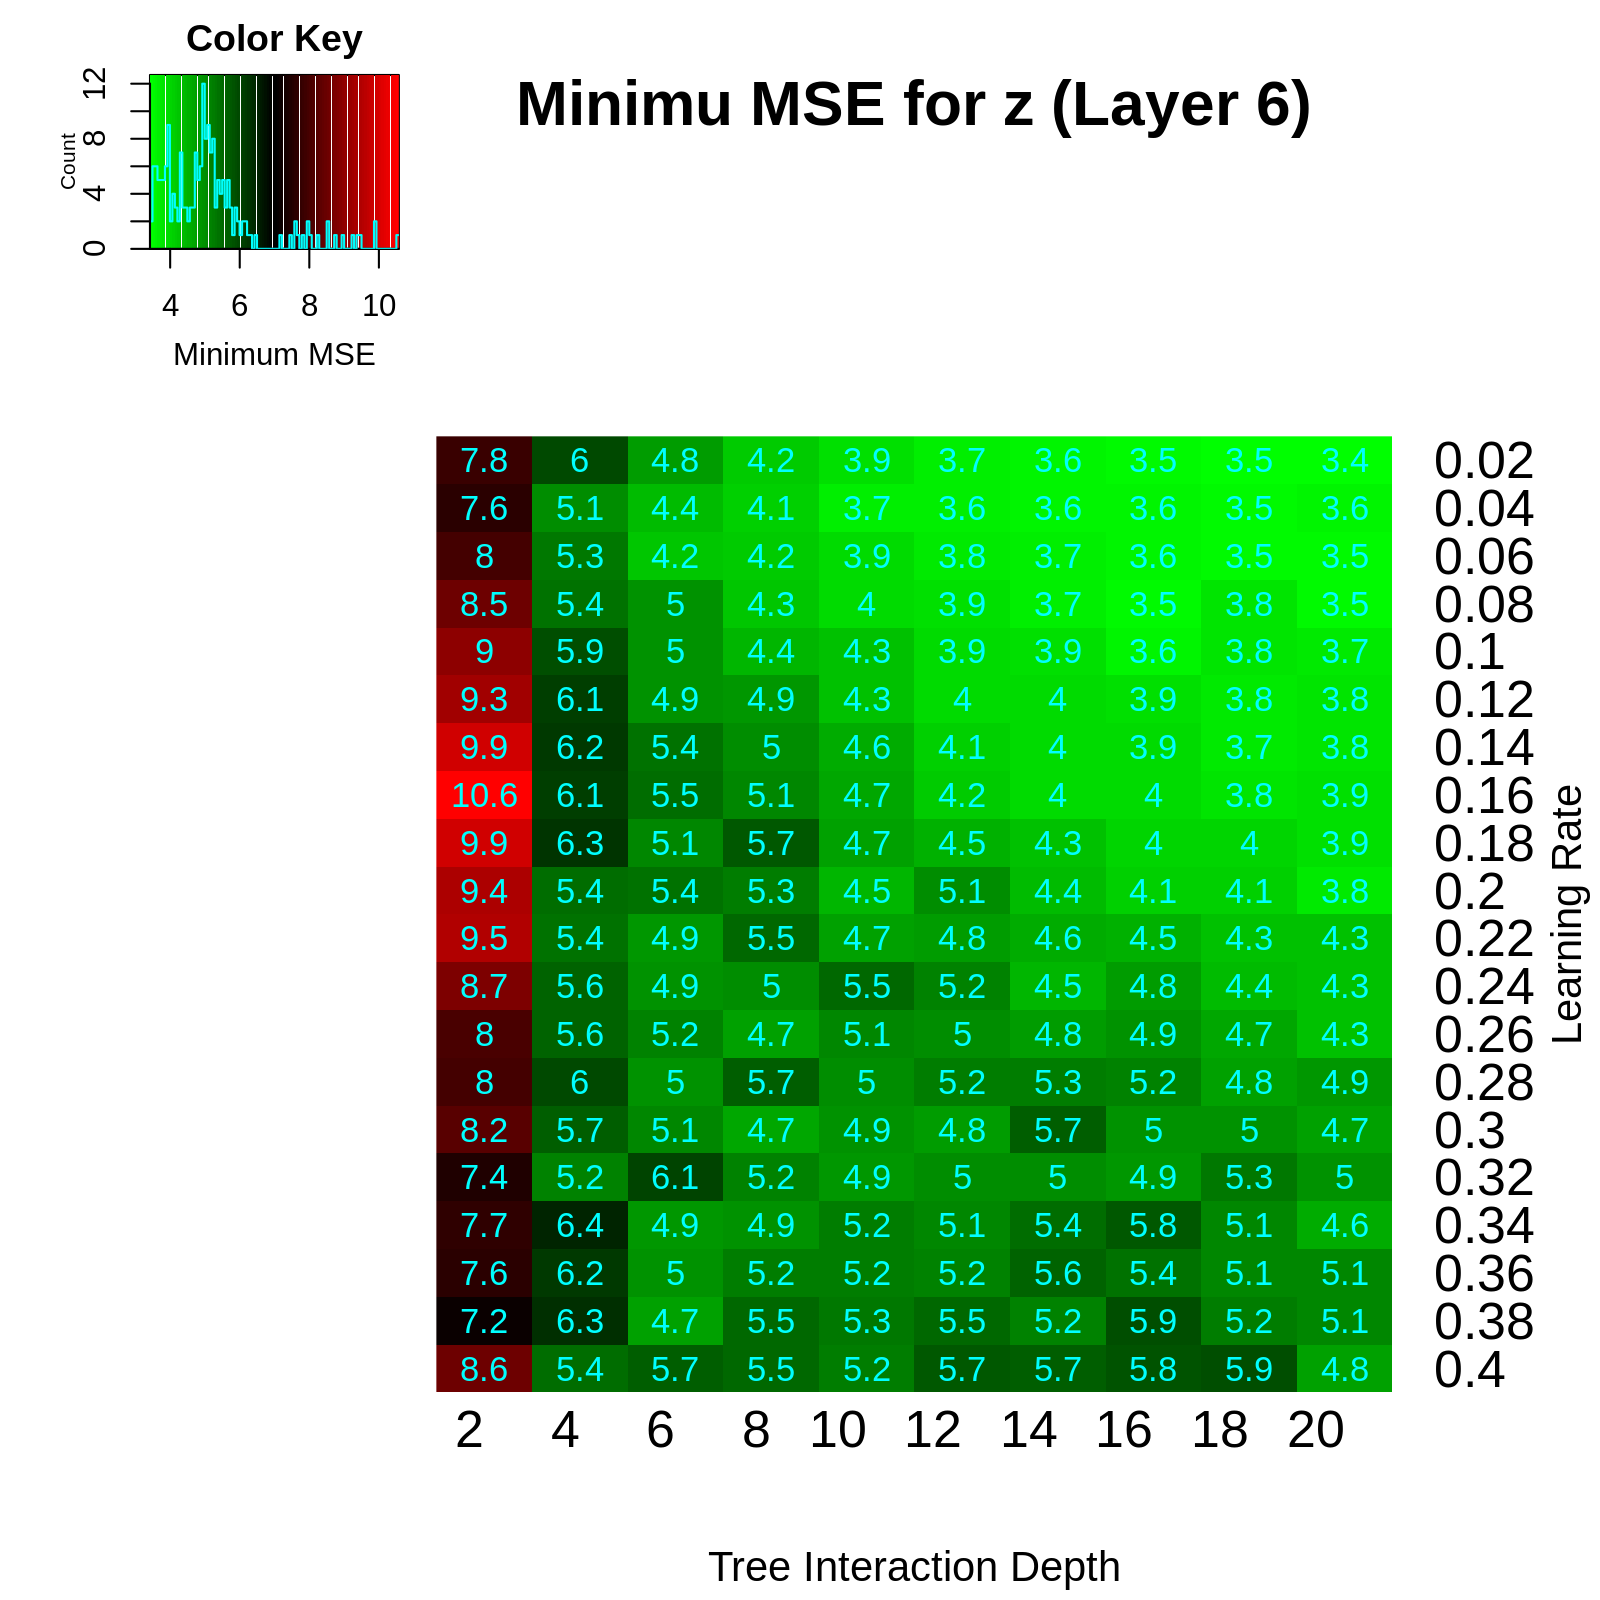 Color Key
Minimu MSE for z (Layer 6)
Count
0 4 8 12
4 6 8 10
Minimum MSE
7.8 6 4.8 4.2 3.9 3.7 3.6 3.5 3.5 3.4 0.02
7.6 5.1 4.4 4.1 3.7 3.6 3.6 3.6 3.5 3.6 0.04
8 5.3 4.2 4.2 3.9 3.8 3.7 3.6 3.5 3.5 0.06
8.5 5.4 5 4.3 4 3.9 3.7 3.5 3.8 3.5 0.08
9 5.9 5 4.4 4.3 3.9 3.9 3.6 3.8 3.7 0.1
9.3 6.1 4.9 4.9 4.3 4 4 3.9 3.8 3.8 0.12
9.9 6.2 5.4 5 4.6 4.1 4 3.9 3.7 3.8 0.14
10.6 6.1 5.5 5.1 4.7 4.2 4 4 3.8 3.9 0.16
9.9 6.3 5.1 5.7 4.7 4.5 4.3 4 4 3.9 0.18
9.4 5.4 5.4 5.3 4.5 5.1 4.4 4.1 4.1 3.8 0.2
9.5 5.4 4.9 5.5 4.7 4.8 4.6 4.5 4.3 4.3 0.22
8.7 5.6 4.9 5 5.5 5.2 4.5 4.8 4.4 4.3 0.24
8 5.6 5.2 4.7 5.1 5 4.8 4.9 4.7 4.3 0.26
8 6 5 5.7 5 5.2 5.3 5.2 4.8 4.9 0.28
8.2 5.7 5.1 4.7 4.9 4.8 5.7 5 5 4.7 0.3
7.4 5.2 6.1 5.2 4.9 5 5 4.9 5.3 5 0.32
7.7 6.4 4.9 4.9 5.2 5.1 5.4 5.8 5.1 4.6 0.34
7.6 6.2 5 5.2 5.2 5.2 5.6 5.4 5.1 5.1 0.36
7.2 6.3 4.7 5.5 5.3 5.5 5.2 5.9 5.2 5.1 0.38
8.6 5.4 5.7 5.5 5.2 5.7 5.7 5.8 5.9 4.8 0.4
Learning Rate
2 4 6 8 10 12 14 16 18 20
Tree Interaction Depth